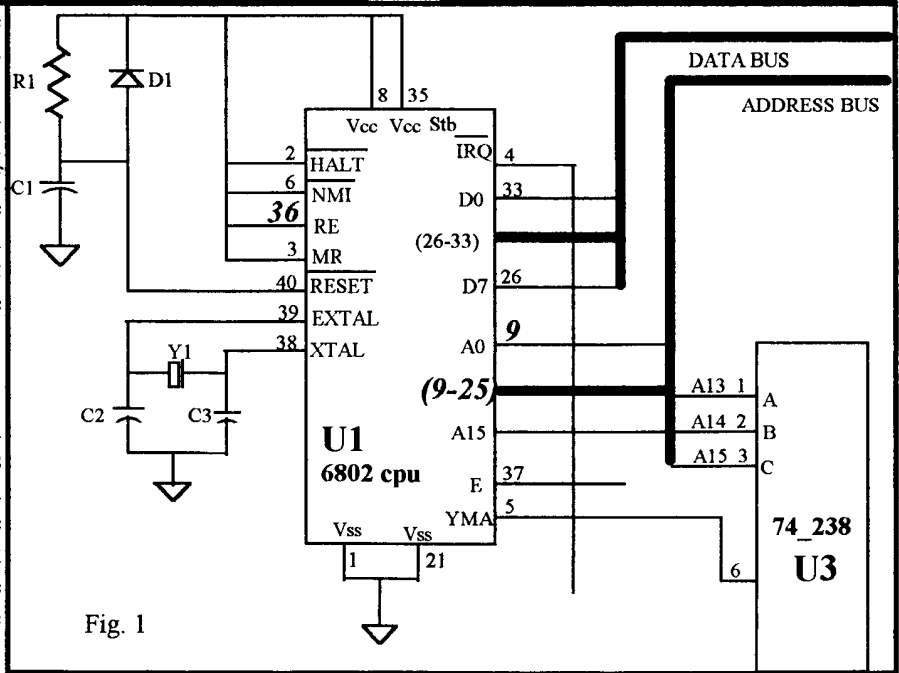 DATA BUS
ADDRESS BUS
R1
D1
C1
8 35
Vcc Vcc Stb
2 HALT
6 NMI
36 RE
3 MR
40 RESET
39 EXTAL
38 XTAL
IRQ 4
D0 33
(26-33)
D7 26
A0 9
(9-25)
A15
E 37
YMA 5
Y1
C2 C3
U1
6802 cpu
Vss Vss
1 21
A13 1 A
A14 2 B
A15 3 C
74_238
U3
6
Fig. 1